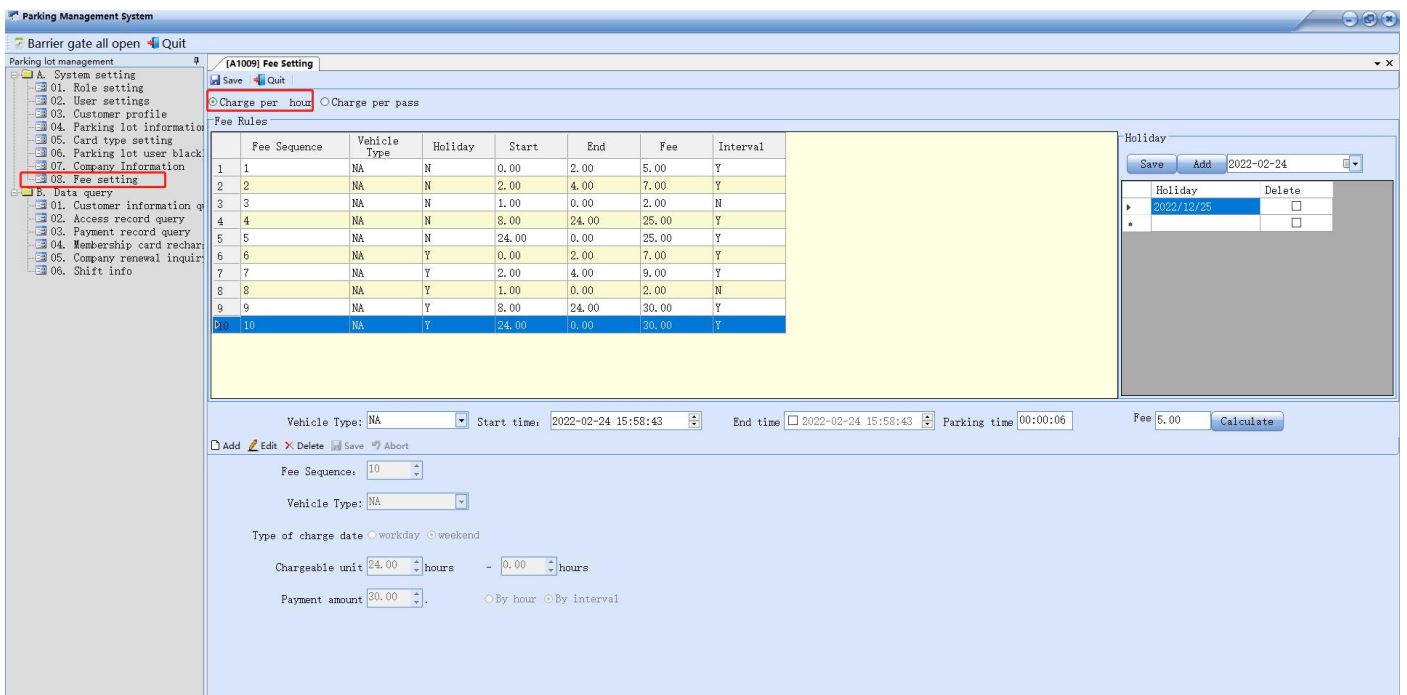 Parking Management System
Barrier gate all open Quit
Parking lot management
A. System setting
01. Role setting
02. User settings
03. Customer profile
04. Parking lot information
05. Card type setting
06. Parking lot user black
07. Company Information
08. Fee setting
B. Data query
01. Customer information q
02. Access record query
03. Payment record query
04. Membership card rechar
05. Company renewal inquir
06. Shift info
[A1009] Fee Setting
Save Quit
Charge per hour Charge per pass
Fee Rules
Fee Sequence Vehicle Type Holiday Start End Fee Interval
1 1 NA N 0.00 2.00 5.00 Y
2 2 NA N 2.00 4.00 7.00 Y
3 3 NA N 1.00 0.00 2.00 N
4 4 NA N 8.00 24.00 25.00 Y
5 5 NA N 24.00 0.00 25.00 Y
6 6 NA Y 0.00 2.00 7.00 Y
7 7 NA Y 2.00 4.00 9.00 Y
8 8 NA Y 1.00 0.00 2.00 N
9 9 NA Y 8.00 24.00 30.00 Y
10 10 NA Y 24.00 0.00 30.00 Y
Holiday
Save Add 2022-02-24
Holiday Delete
2022/12/25
Vehicle Type: NA Start time: 2022-02-24 15:58:43 End time 2022-02-24 15:58:43 Parking time 00:00:06 Fee 5.00 Calculate
Add Edit Delete Save Abort
Fee Sequence: 10
Vehicle Type: NA
Type of charge date workday weekend
Chargeable unit 24.00 hours - 0.00 hours
Payment amount 30.00 . By hour By interval